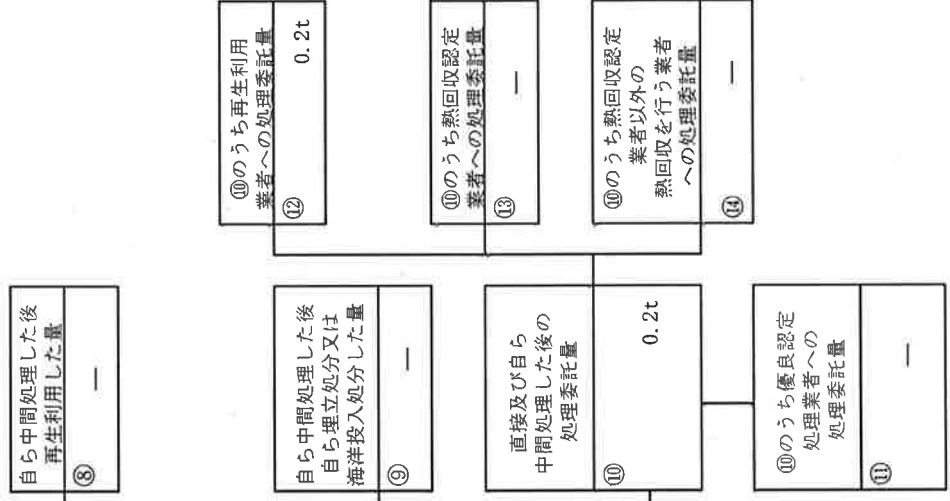 自ら中間処理した後
再生利用した量
⑧
―
自ら中間処理した後
自ら埋立処分又は
海洋投入処分した量
⑨
―
直接及び自ら
中間処理した後の
処理委託量
⑩
0.2t
⑩のうち優良認定
処理業者への
処理委託量
⑪
―
⑩のうち再生利用
業者への処理委託量
⑫
0.2t
⑩のうち熱回収認定
業者への処理委託量
⑬
―
⑩のうち熱回収認定
業者以外の
熱回収を行う業者
への処理委託量
⑭
―